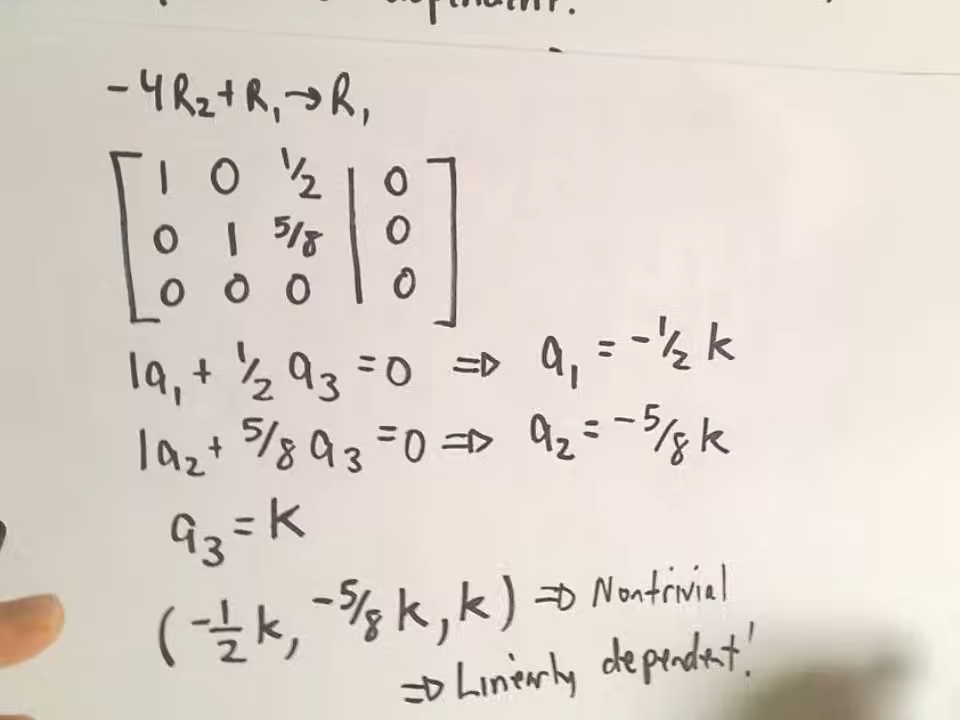 dependent.
-4R₂+R₁→R₁
[1 0 1/2 | 0]
[0 1 5/8 | 0]
[0 0 0 | 0]
1a₁ + 1/2 a₃ = 0 ⇒ a₁ = -1/2 k
1a₂ + 5/8 a₃ = 0 ⇒ a₂ = -5/8 k
a₃ = k
(-1/2 k, -5/8 k, k) ⇒ Nontrivial
⇒ Linearly dependent!